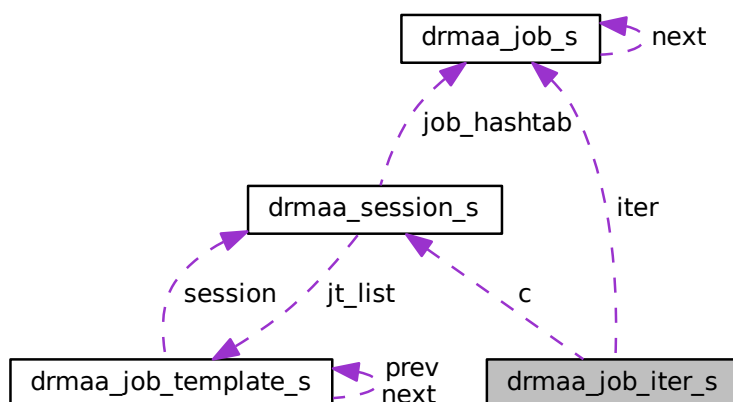 drmaa_job_s
next
job_hashtab
drmaa_session_s
iter
session
jt_list
c
drmaa_job_template_s
prev
next
drmaa_job_iter_s